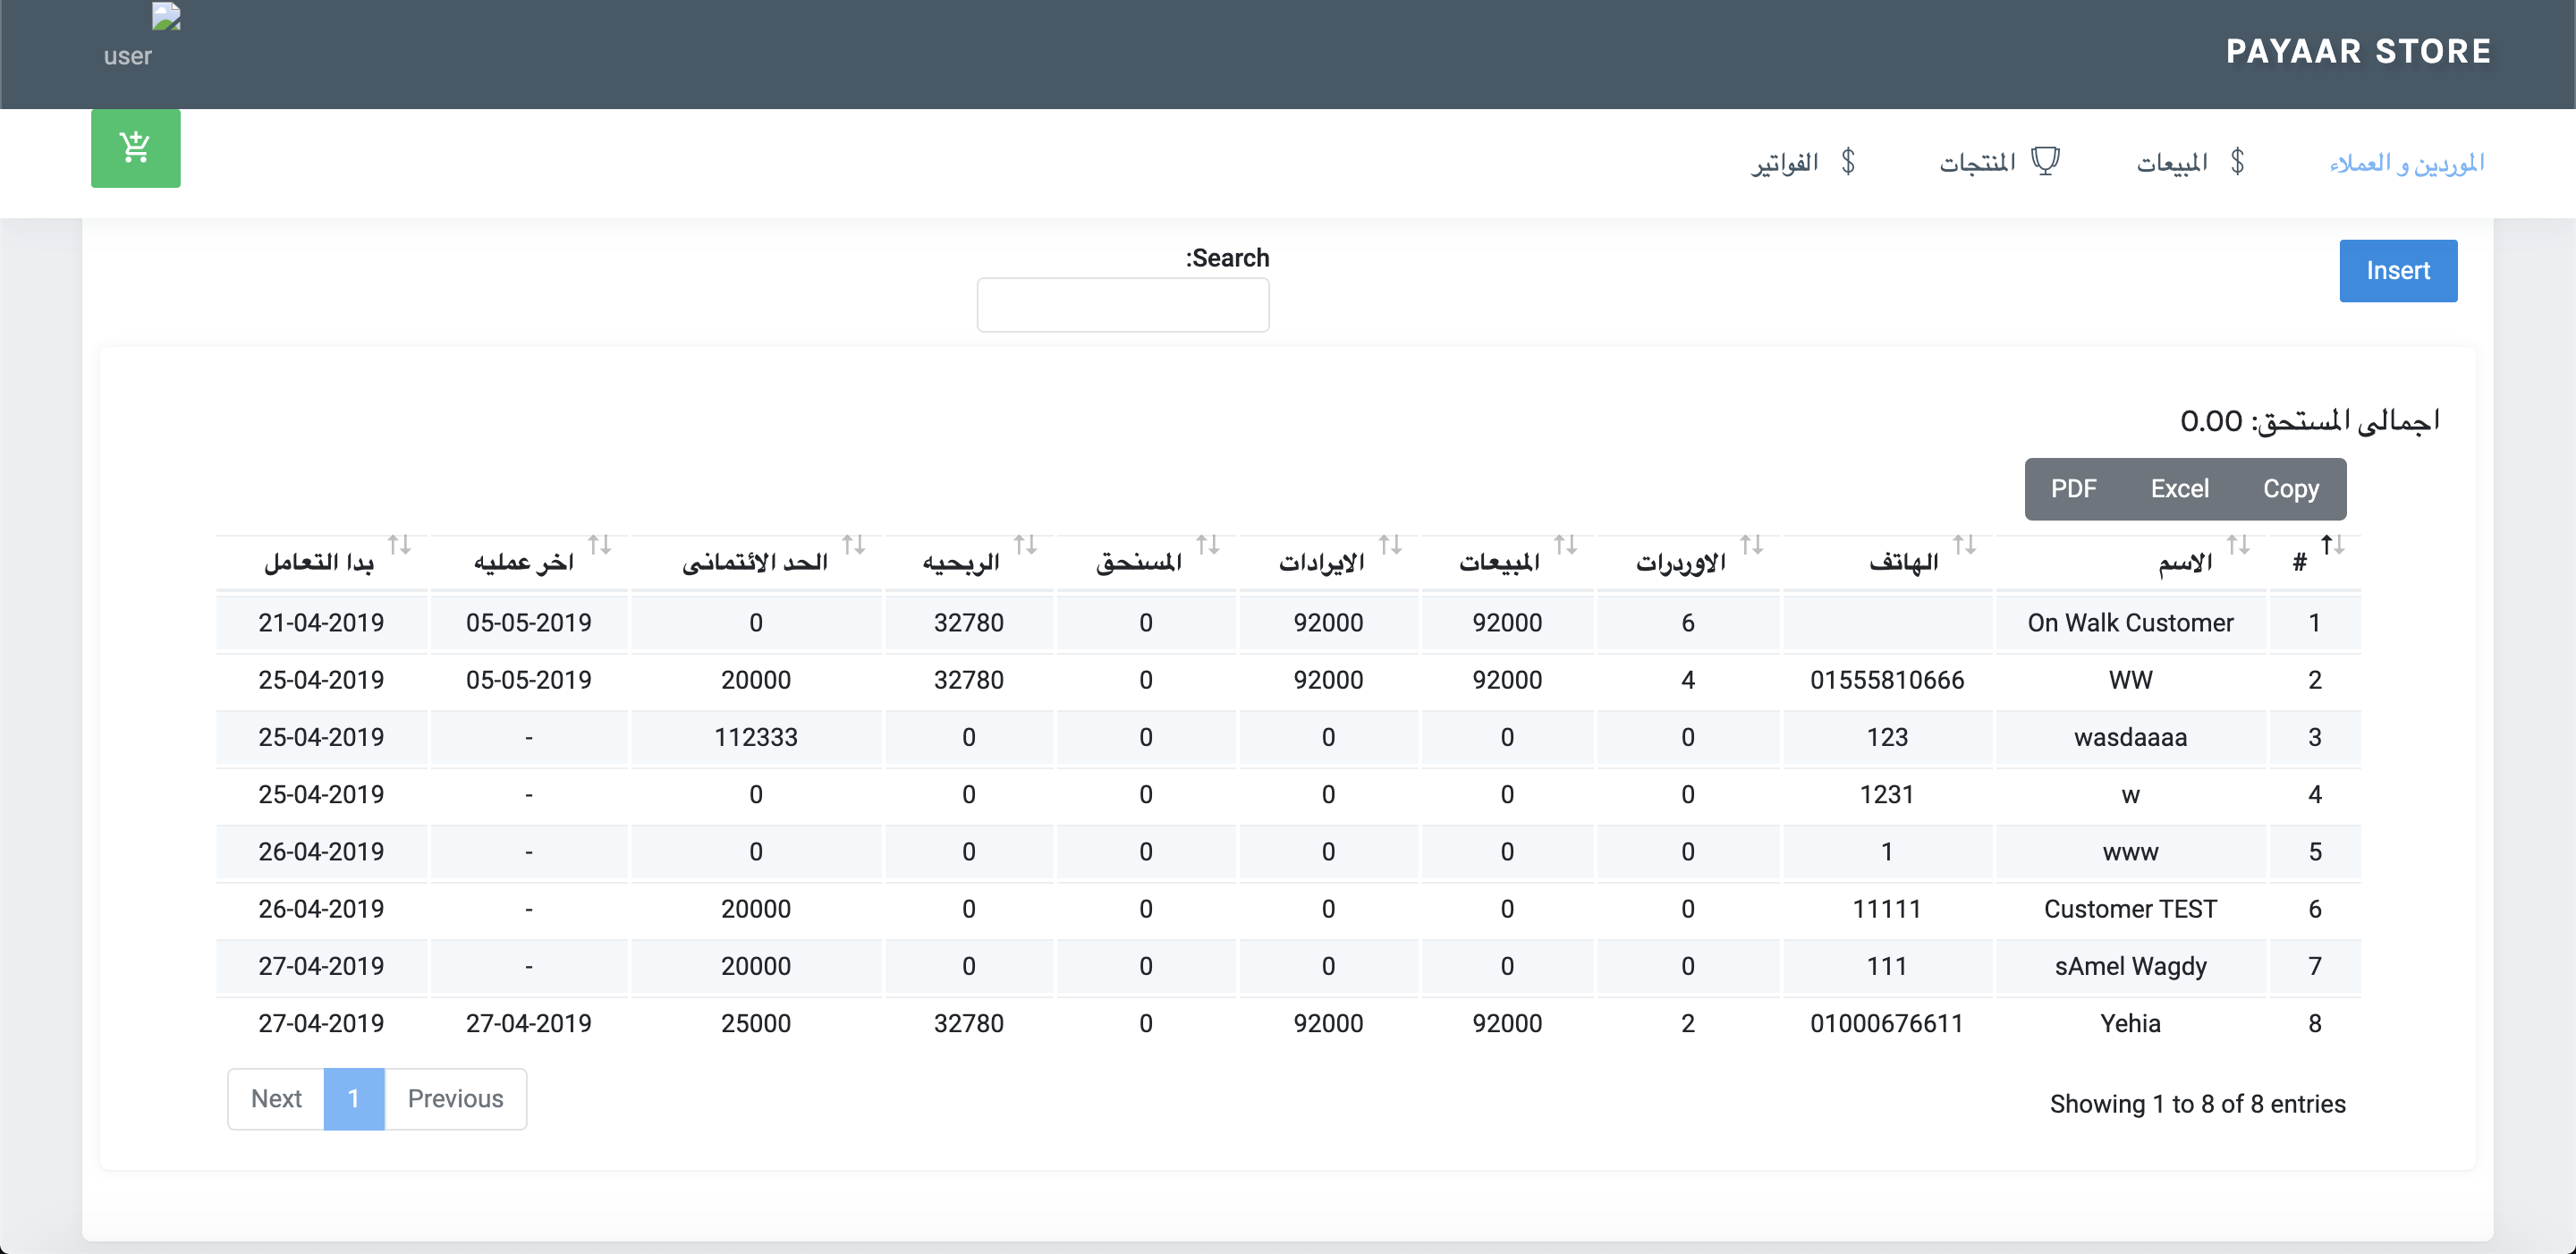 PAYAAR STORE
user
الموردين و العملاء $ المبيعات المنتجات $ الفواتير
Insert
Search:
اجمالى المستحق: 0.00
Copy Excel PDF
# الاسم الهاتف الاوردرات المبيعات الايرادات المستحق الربحيه الحد الائتمانى اخر عمليه بدا التعامل
1 On Walk Customer 6 92000 92000 0 32780 0 05-05-2019 21-04-2019
2 WW 01555810666 4 92000 92000 0 32780 20000 05-05-2019 25-04-2019
3 wasdaaaa 123 0 0 0 0 0 112333 - 25-04-2019
4 w 1231 0 0 0 0 0 0 - 25-04-2019
5 www 1 0 0 0 0 0 0 - 26-04-2019
6 Customer TEST 11111 0 0 0 0 0 20000 - 26-04-2019
7 sAmel Wagdy 111 0 0 0 0 0 20000 - 27-04-2019
8 Yehia 01000676611 2 92000 92000 0 32780 25000 27-04-2019 27-04-2019
Showing 1 to 8 of 8 entries
Previous 1 Next